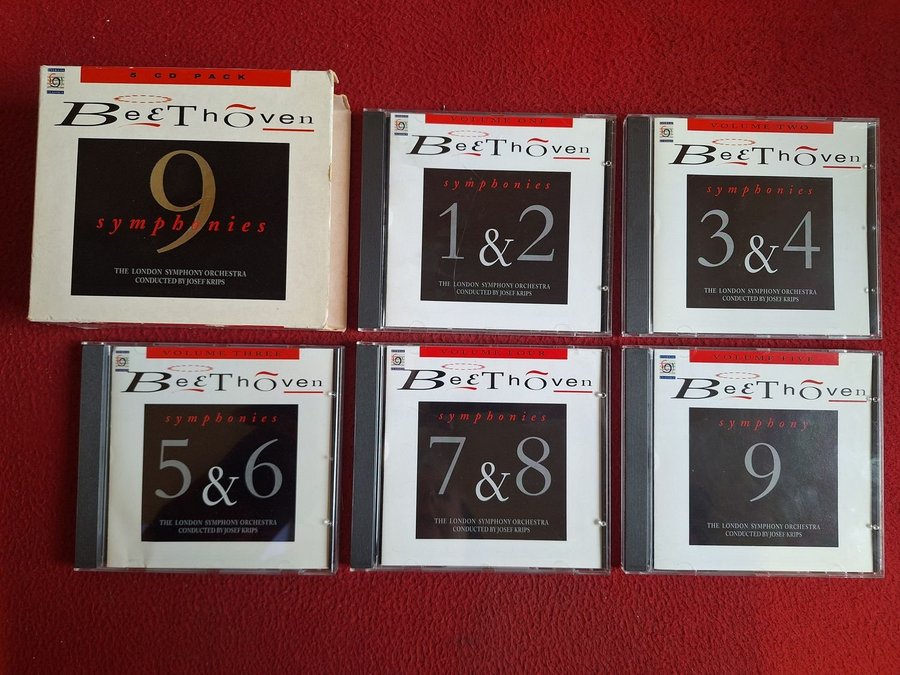 5 CD PACK
BEETHOVEN
9
symphonies
THE LONDON SYMPHONY ORCHESTRA
CONDUCTED BY JOSEF KRIPS
VOLUME ONE
BEETHOVEN
symphonies
1 & 2
THE LONDON SYMPHONY ORCHESTRA
CONDUCTED BY JOSEF KRIPS
VOLUME TWO
BEETHOVEN
symphonies
3 & 4
THE LONDON SYMPHONY ORCHESTRA
CONDUCTED BY JOSEF KRIPS
VOLUME THREE
BEETHOVEN
symphonies
5 & 6
THE LONDON SYMPHONY ORCHESTRA
CONDUCTED BY JOSEF KRIPS
VOLUME FOUR
BEETHOVEN
symphonies
7 & 8
THE LONDON SYMPHONY ORCHESTRA
CONDUCTED BY JOSEF KRIPS
VOLUME FIVE
BEETHOVEN
symphony
9
THE LONDON SYMPHONY ORCHESTRA
CONDUCTED BY JOSEF KRIPS